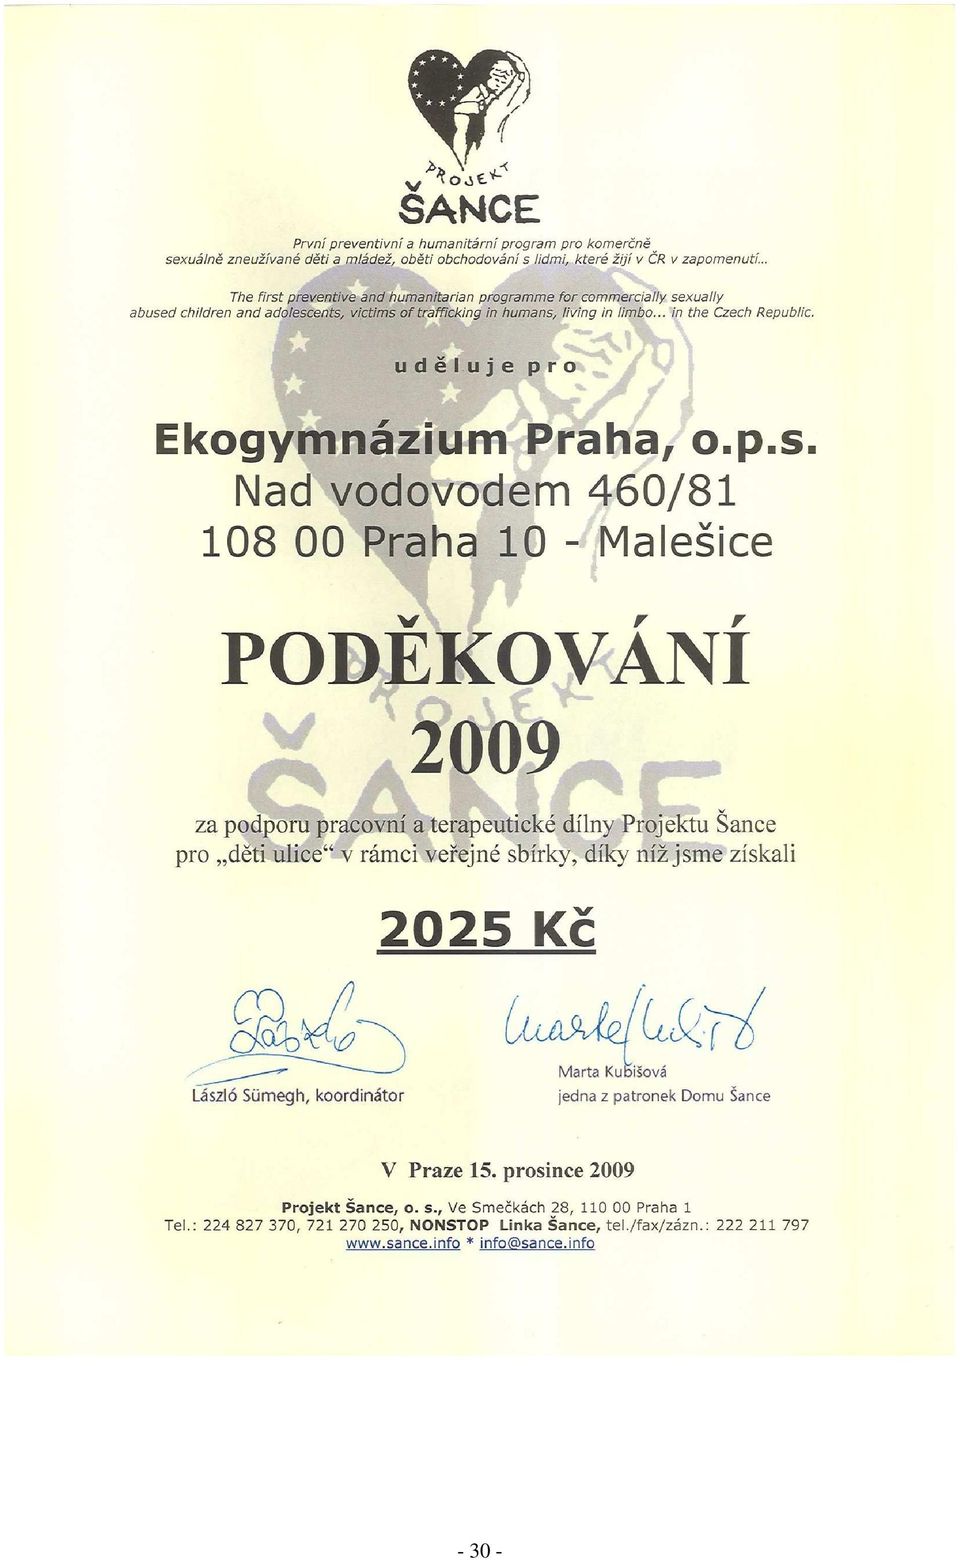 PROJEKT
ŠANCE
První preventivní a humanitární program pro komerčně
sexuálně zneužívané děti a mládež, oběti obchodování s lidmi, které žijí v ČR v zapomenutí...
The first preventive and humanitarian programme for commercially sexually
abused children and adolescents, victims of trafficking in humans, living in limbo... in the Czech Republic.
uděluje pro
Ekogymnázium Praha, o.p.s.
Nad vodovodem 460/81
108 00 Praha 10 - Malešice
PODĚKOVÁNÍ
2009
PROJEKT
ŠANCE
za podporu pracovní a terapeutické dílny Projektu Šance
pro „děti ulice“ v rámci veřejné sbírky, díky níž jsme získali
2025 Kč
Marta Kubišová
László Sümegh, koordinátor
jedna z patronek Domu Šance
V Praze 15. prosince 2009
Projekt Šance, o. s., Ve Smečkách 28, 110 00 Praha 1
Tel.: 224 827 370, 721 270 250, NONSTOP Linka Šance, tel./fax/zázn.: 222 211 797
www.sance.info * info@sance.info
- 30 -